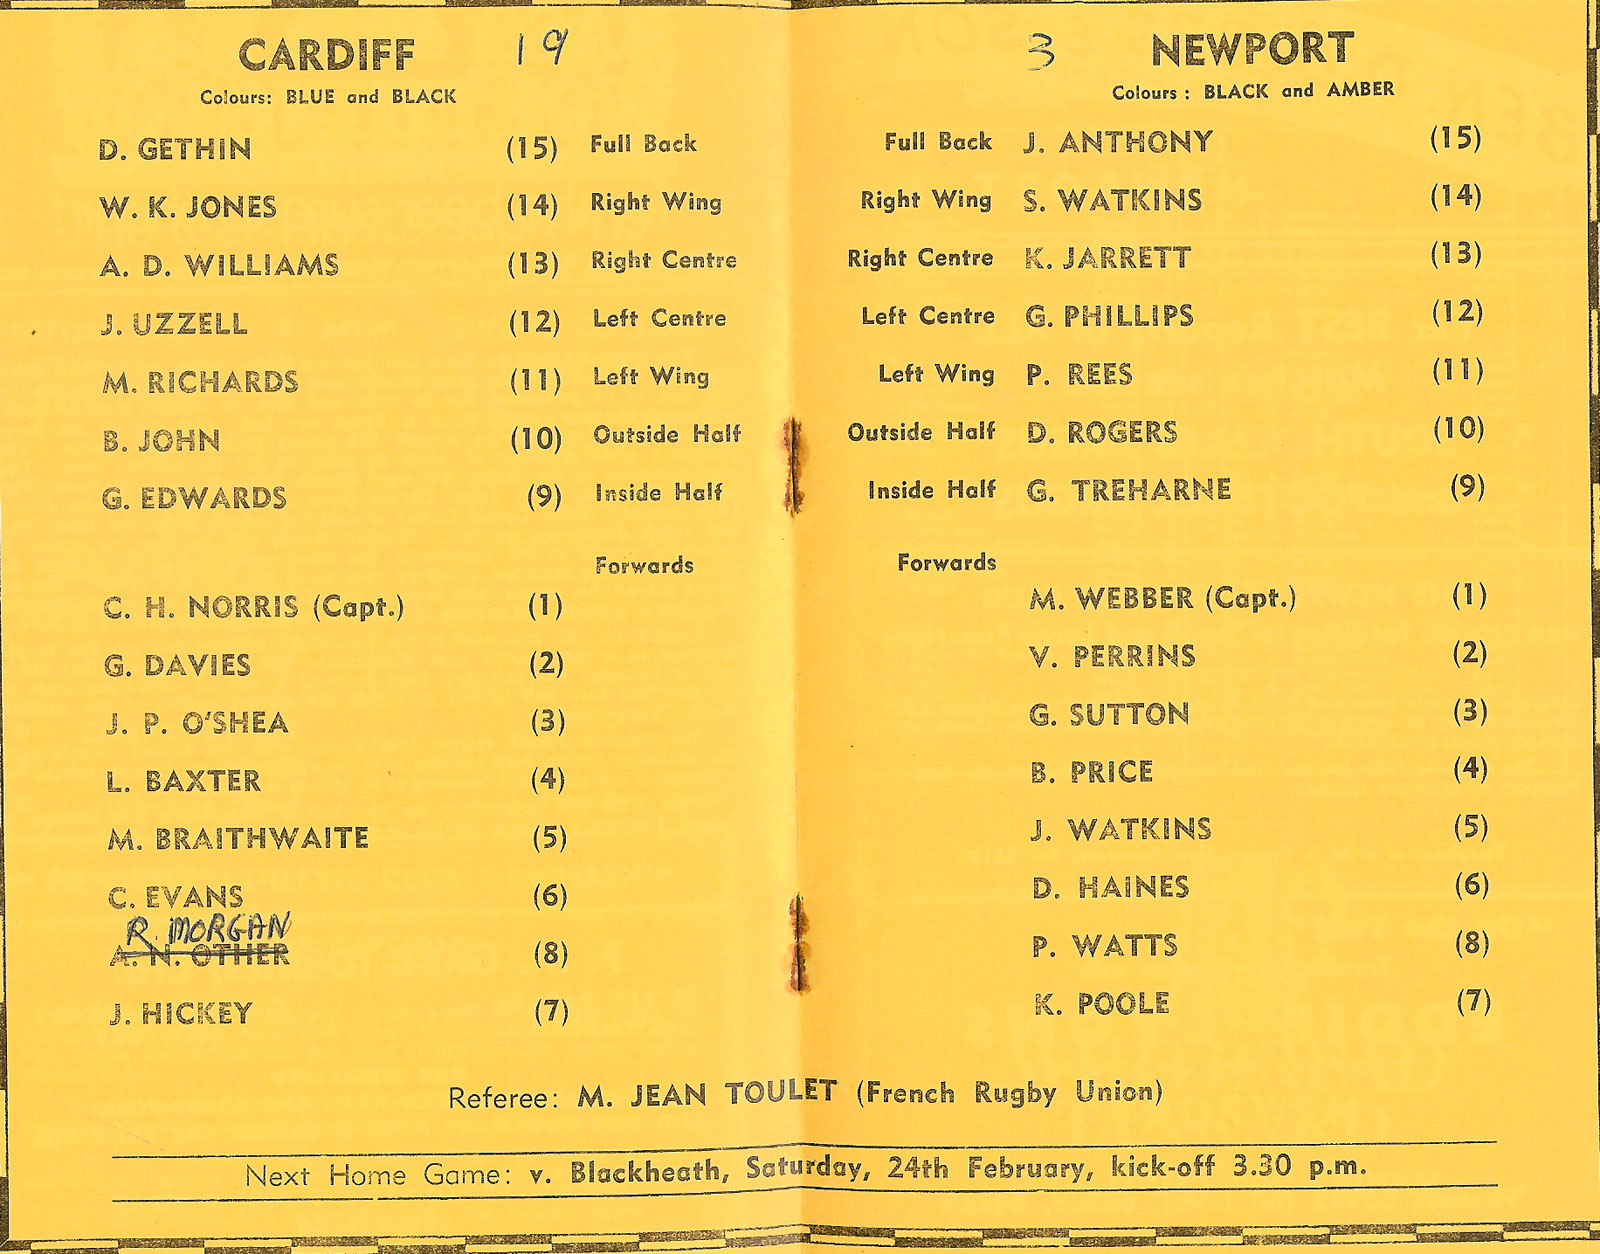 CARDIFF 19
Colours: BLUE and BLACK
D. GETHIN (15) Full Back
W. K. JONES (14) Right Wing
A. D. WILLIAMS (13) Right Centre
J. UZZELL (12) Left Centre
M. RICHARDS (11) Left Wing
B. JOHN (10) Outside Half
G. EDWARDS (9) Inside Half
Forwards
C. H. NORRIS (Capt.) (1)
G. DAVIES (2)
J. P. O'SHEA (3)
L. BAXTER (4)
M. BRAITHWAITE (5)
C. EVANS (6)
R. MORGAN
A. N. OTHER (8)
J. HICKEY (7)
3 NEWPORT
Colours : BLACK and AMBER
Full Back J. ANTHONY (15)
Right Wing S. WATKINS (14)
Right Centre K. JARRETT (13)
Left Centre G. PHILLIPS (12)
Left Wing P. REES (11)
Outside Half D. ROGERS (10)
Inside Half G. TREHARNE (9)
Forwards
M. WEBBER (Capt.) (1)
V. PERRINS (2)
G. SUTTON (3)
B. PRICE (4)
J. WATKINS (5)
D. HAINES (6)
P. WATTS (8)
K. POOLE (7)
Referee: M. JEAN TOULET (French Rugby Union)
Next Home Game: v. Blackheath, Saturday, 24th February, kick-off 3.30 p.m.